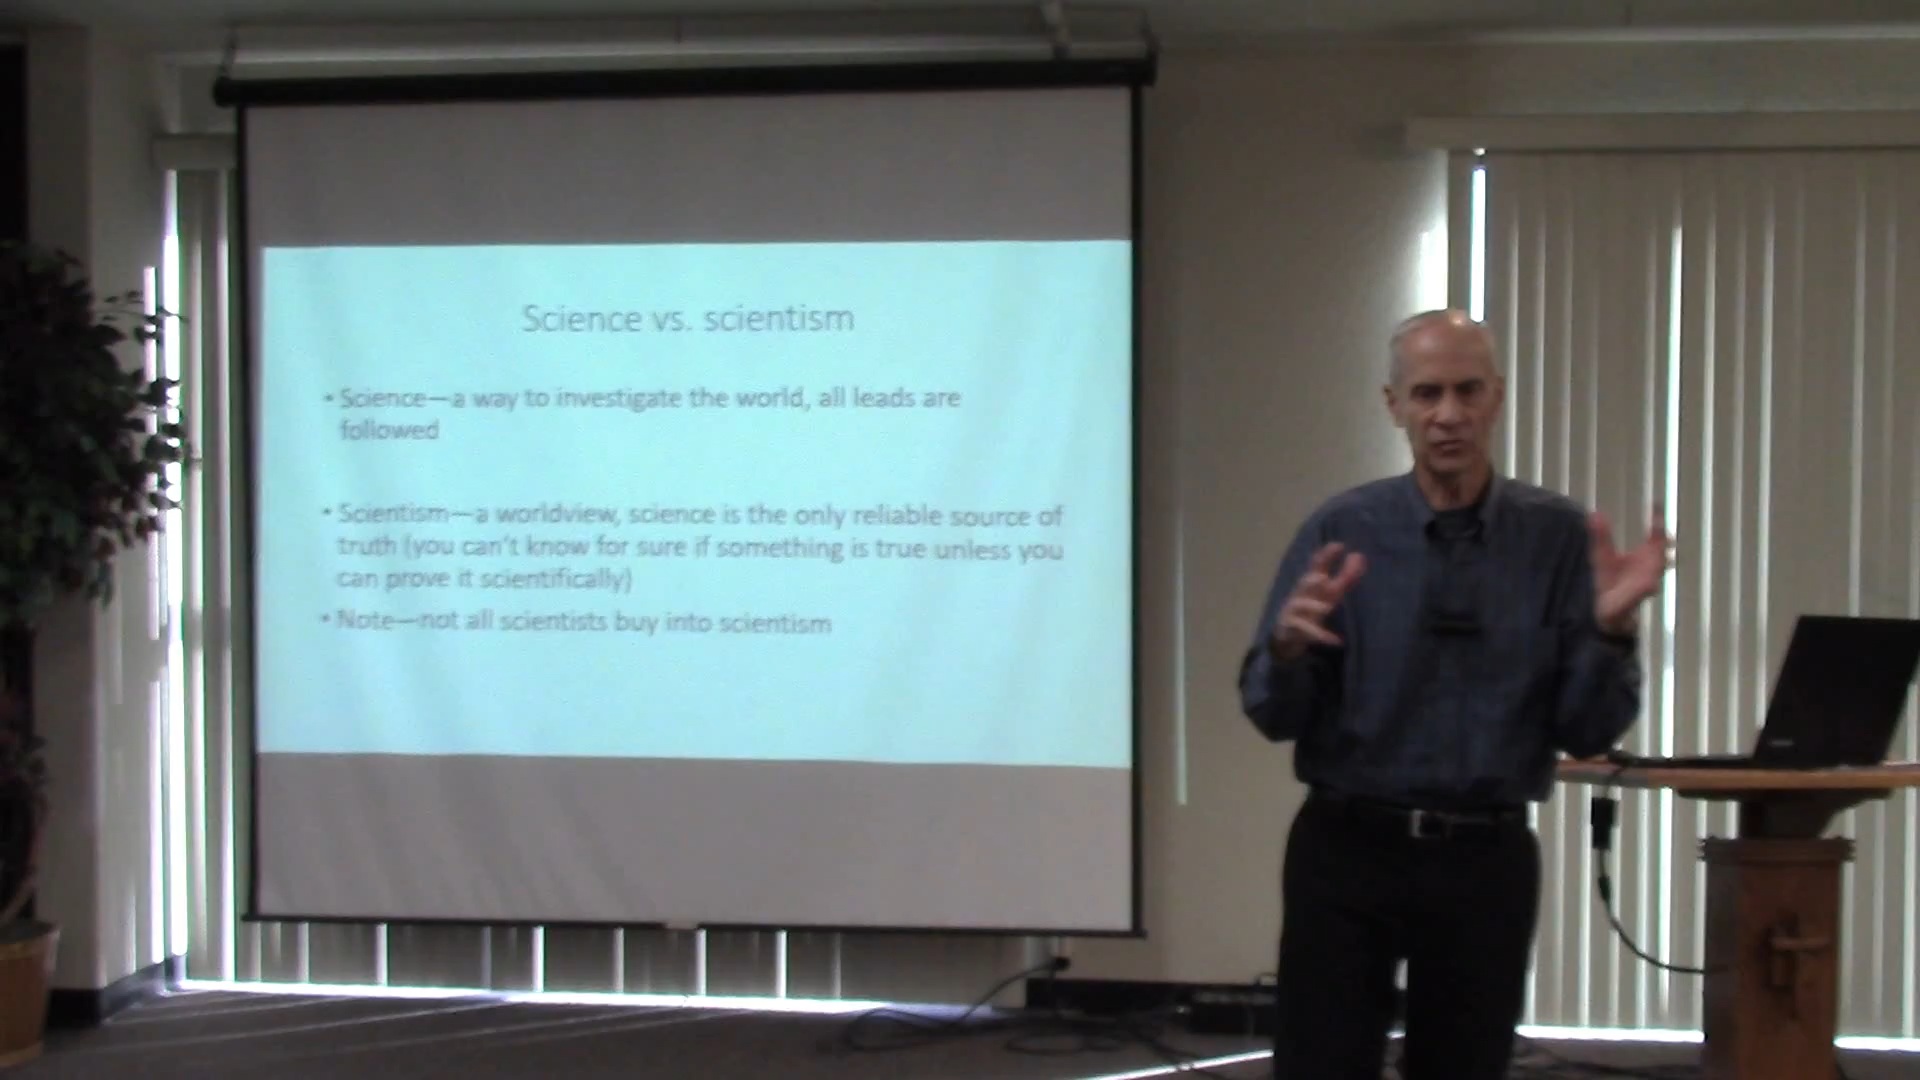 Science vs. scientism
• Science—a way to investigate the world, all leads are
followed
• Scientism—a worldview, science is the only reliable source of
truth (you can't know for sure if something is true unless you
can prove it scientifically)
• Note—not all scientists buy into scientism